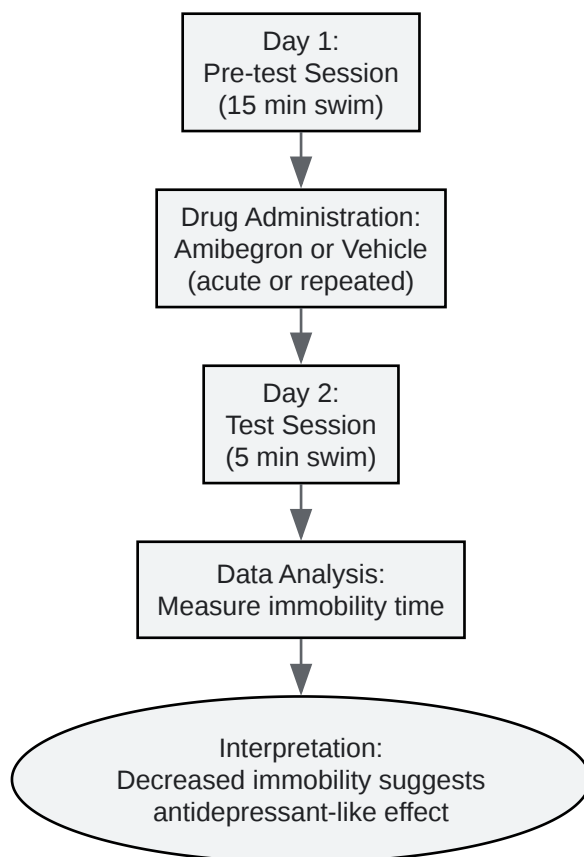 Day 1:
Pre-test Session
(15 min swim)
Drug Administration:
Amibegron or Vehicle
(acute or repeated)
Day 2:
Test Session
(5 min swim)
Data Analysis:
Measure immobility time
Interpretation:
Decreased immobility suggests
antidepressant-like effect